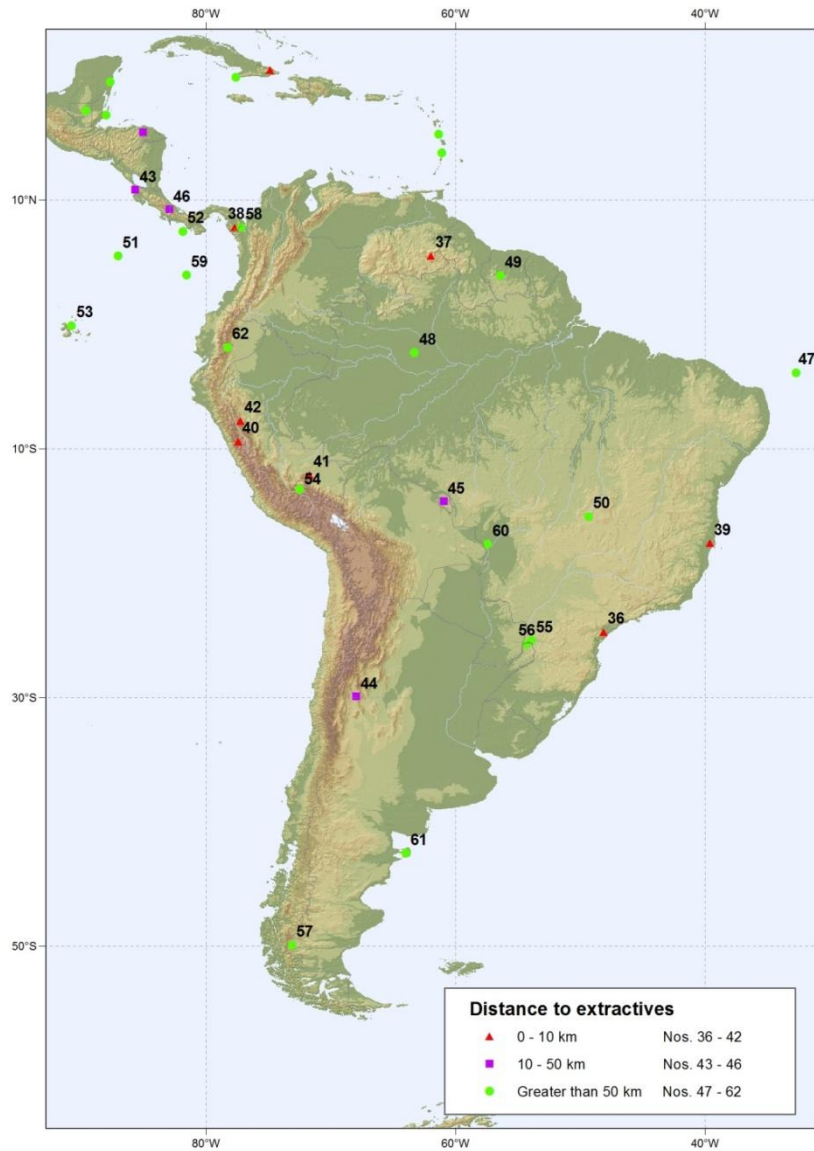 80°W 60°W 40°W
43
46
38 58
10°N
52
51
37
59
49
53
62
48
47
42
40
10°S
41
54
45
50
60
39
56 55
36
44
30°S
61
57
50°S
Distance to extractives
0 - 10 km Nos. 36 - 42
10 - 50 km Nos. 43 - 46
Greater than 50 km Nos. 47 - 62
80°W 60°W 40°W